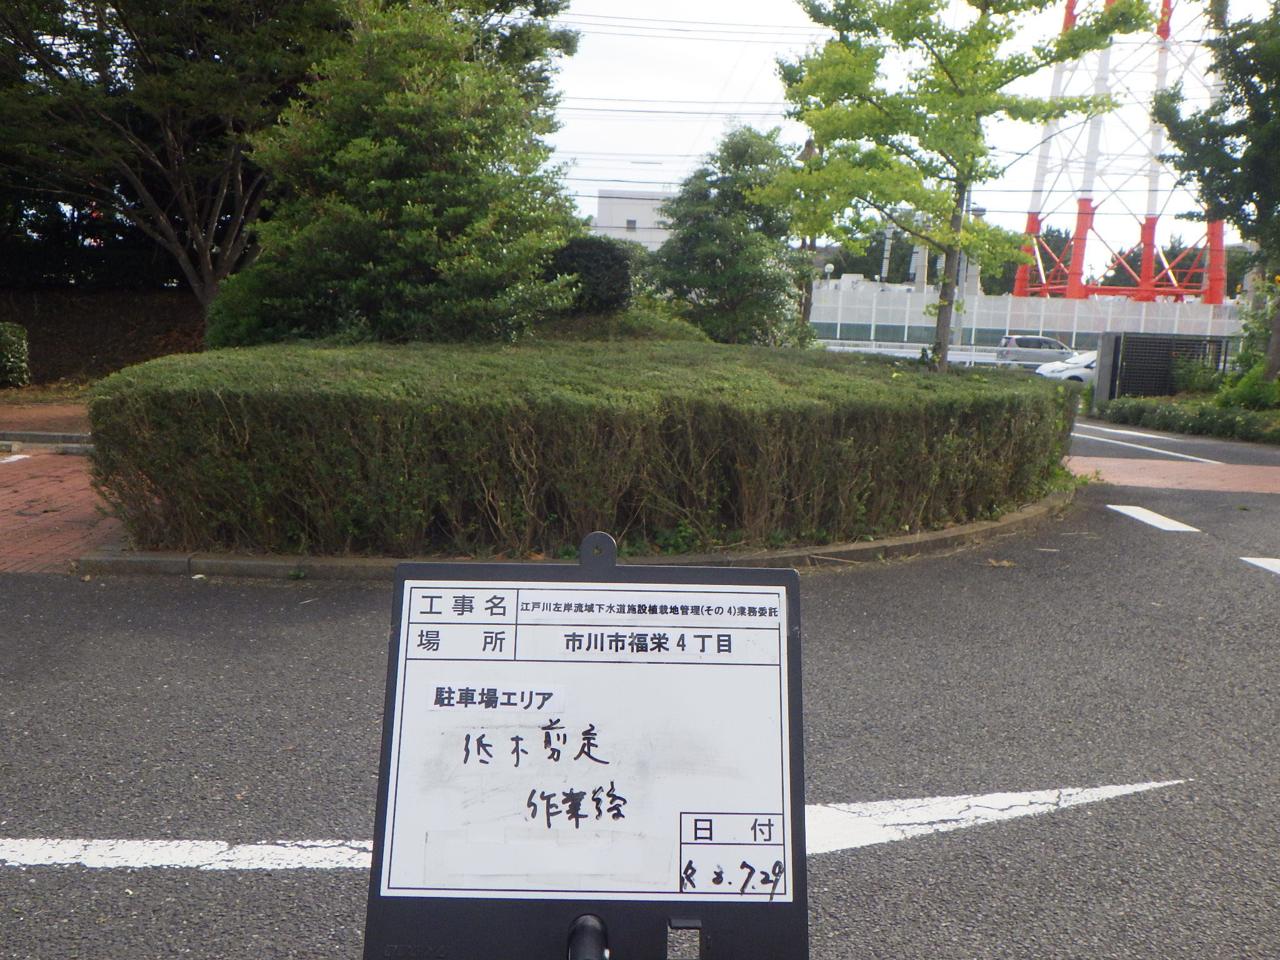 工事名 江戸川左岸流域下水道施設植栽地管理(その4)業務委託
場所 市川市福栄4丁目
駐車場エリア
低木剪定
作業後
日付
7.29